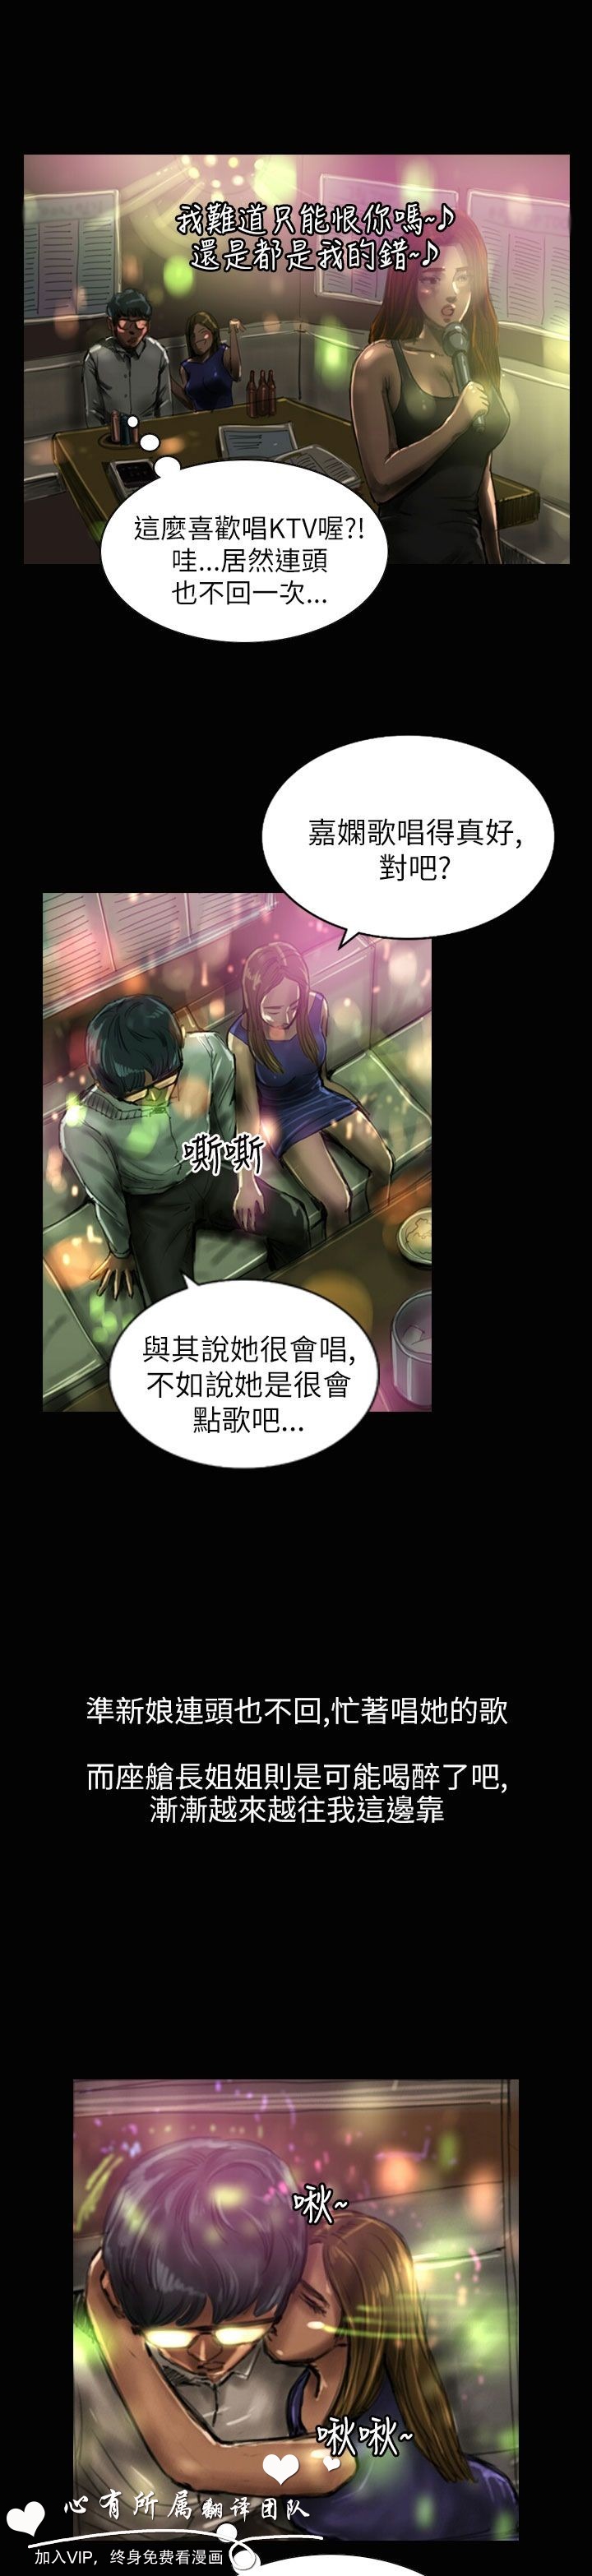 我難道只能恨你嗎~♪
還是都是我的錯~♪
這麼喜歡唱KTV喔?!
哇...居然連頭
也不回一次...
嘉嫻歌唱得真好,
對吧?
嘶嘶
與其說她很會唱,
不如說她是很會
點歌吧...
準新娘連頭也不回,忙著唱她的歌
而座艙長姐姐則是可能喝醉了吧,
漸漸越來越往我這邊靠
啾~
啾啾~
心有所属翻译团队
加入VIP，终身免费看漫画